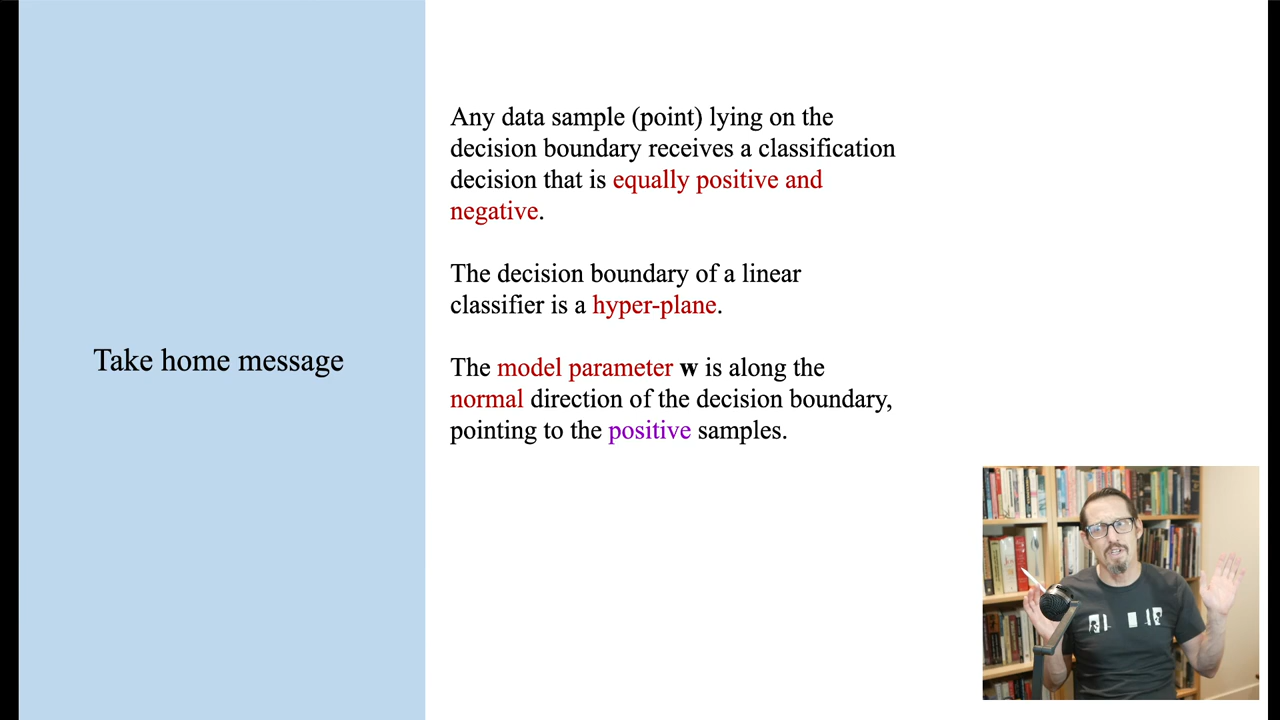 Take home message
Any data sample (point) lying on the
decision boundary receives a classification
decision that is equally positive and
negative.
The decision boundary of a linear
classifier is a hyper-plane.
The model parameter w is along the
normal direction of the decision boundary,
pointing to the positive samples.